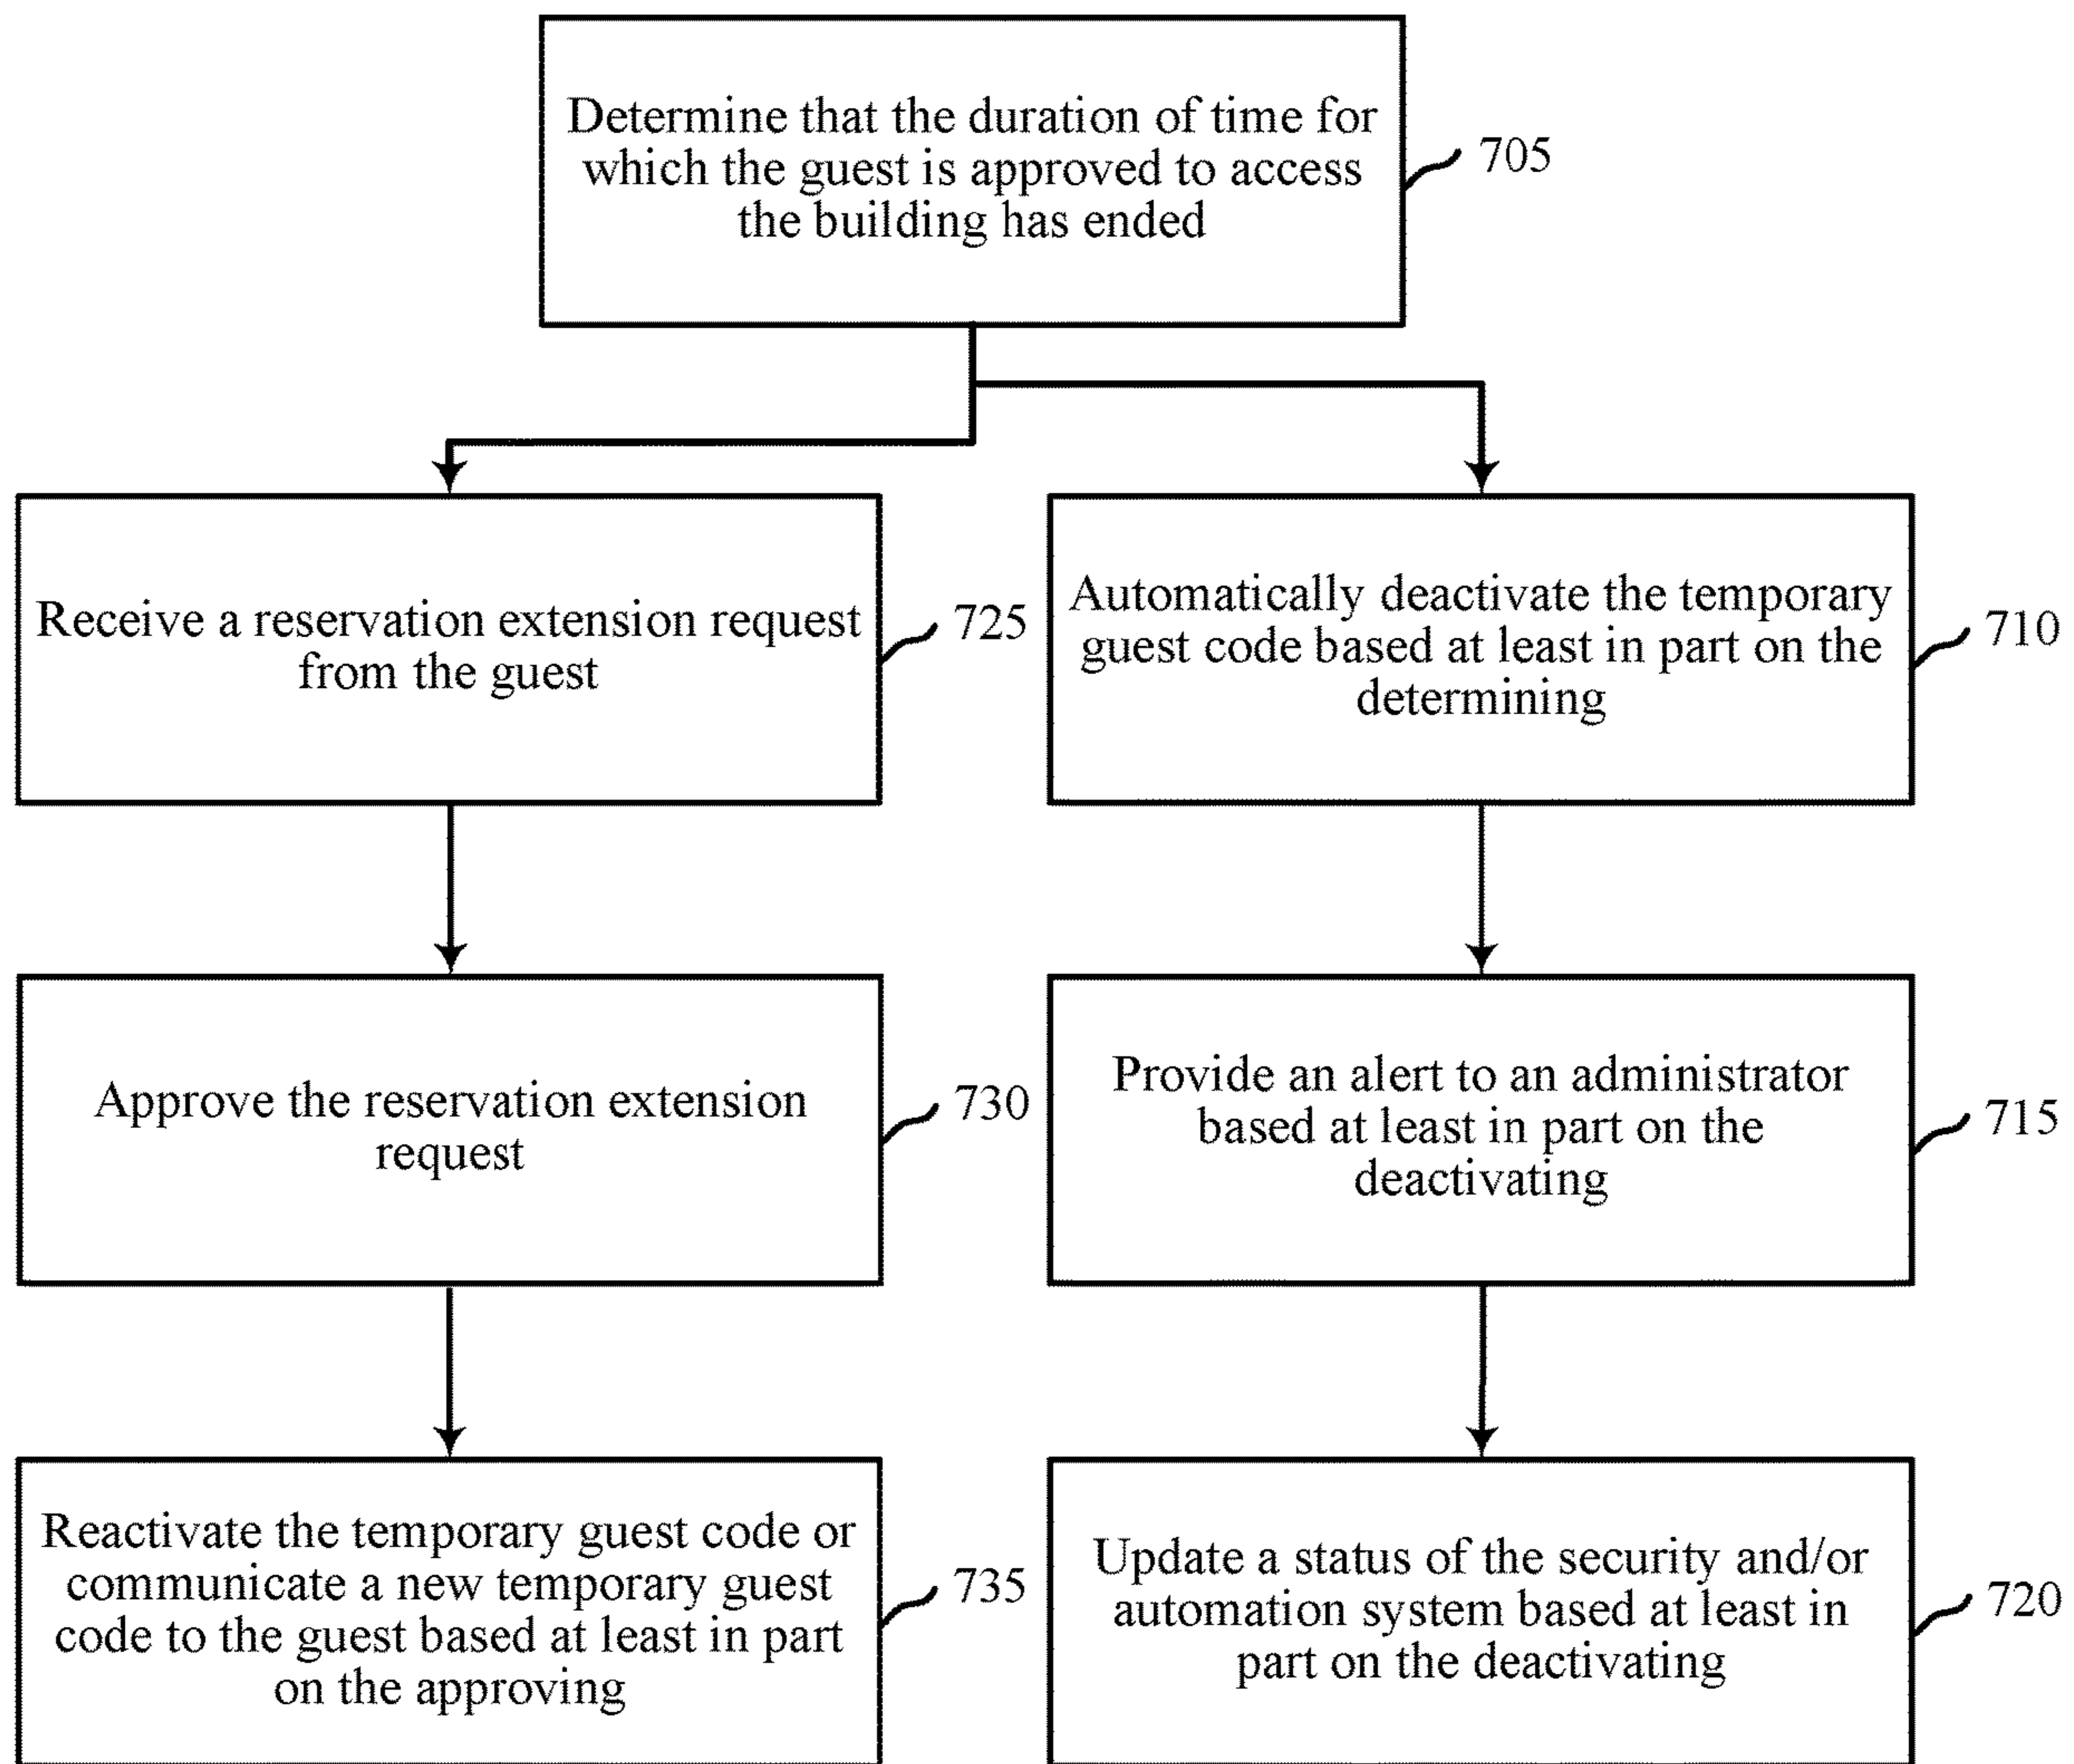 Determine that the duration of time for
which the guest is approved to access
the building has ended
705
Receive a reservation extension request
from the guest
725
Automatically deactivate the temporary
guest code based at least in part on the
determining
710
Approve the reservation extension
request
730
Provide an alert to an administrator
based at least in part on the
deactivating
715
Reactivate the temporary guest code or
communicate a new temporary guest
code to the guest based at least in part
on the approving
735
Update a status of the security and/or
automation system based at least in
part on the deactivating
720